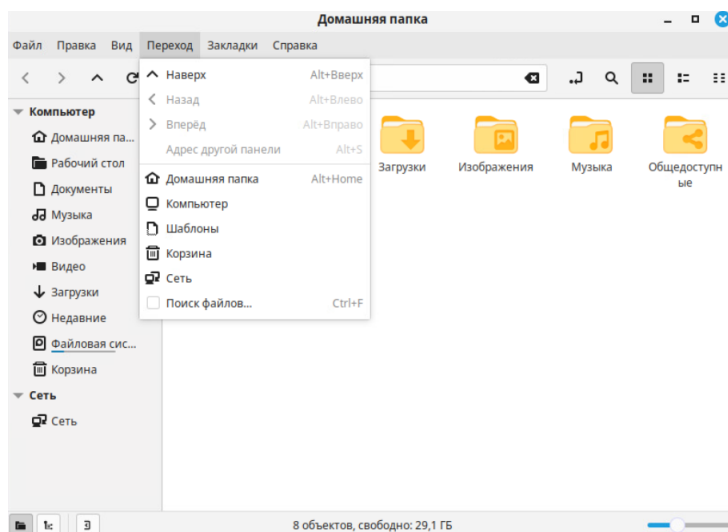 Домашняя папка
Файл Правка Вид Переход Закладки Справка
Наверх Alt+Вверх
Назад Alt+Влево
Вперёд Alt+Вправо
Адрес другой панели Alt+S
Домашняя папка Alt+Home
Компьютер
Шаблоны
Корзина
Сеть
Поиск файлов... Ctrl+F
Компьютер
Домашняя па...
Рабочий стол
Документы
Музыка
Изображения
Видео
Загрузки
Недавние
Файловая сис...
Корзина
Сеть
Сеть
Загрузки Изображения Музыка Общедоступн
ые
8 объектов, свободно: 29,1 ГБ